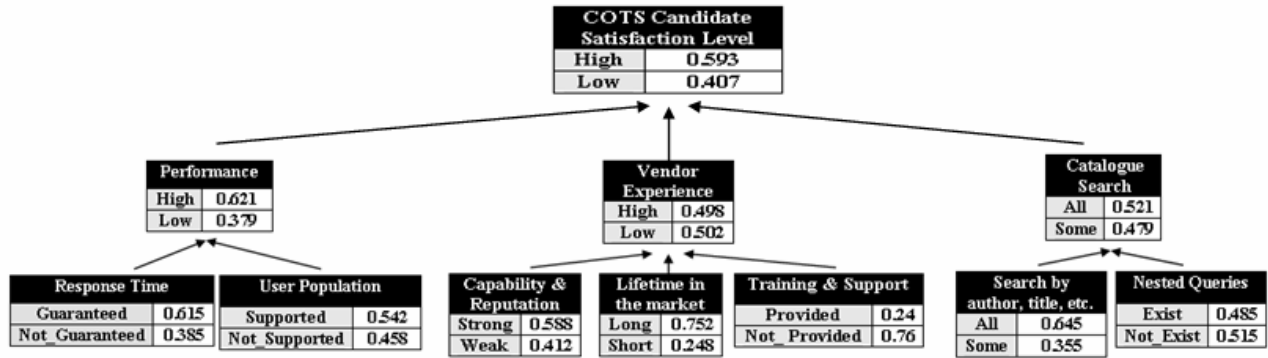 COTS Candidate
Satisfaction Level
High 0.593
Low 0.407
Performance
High 0.621
Low 0.379
Vendor
Experience
High 0.498
Low 0.502
Catalogue
Search
All 0.521
Some 0.479
Response Time
Guaranteed 0.615
Not_Guaranteed 0.385
User Population
Supported 0.542
Not_Supported 0.458
Capability &
Reputation
Strong 0.588
Weak 0.412
Lifetime in
the market
Long 0.752
Short 0.248
Training & Support
Provided 0.24
Not_Provided 0.76
Search by
author, title, etc.
All 0.645
Some 0.355
Nested Queries
Exist 0.485
Not_Exist 0.515